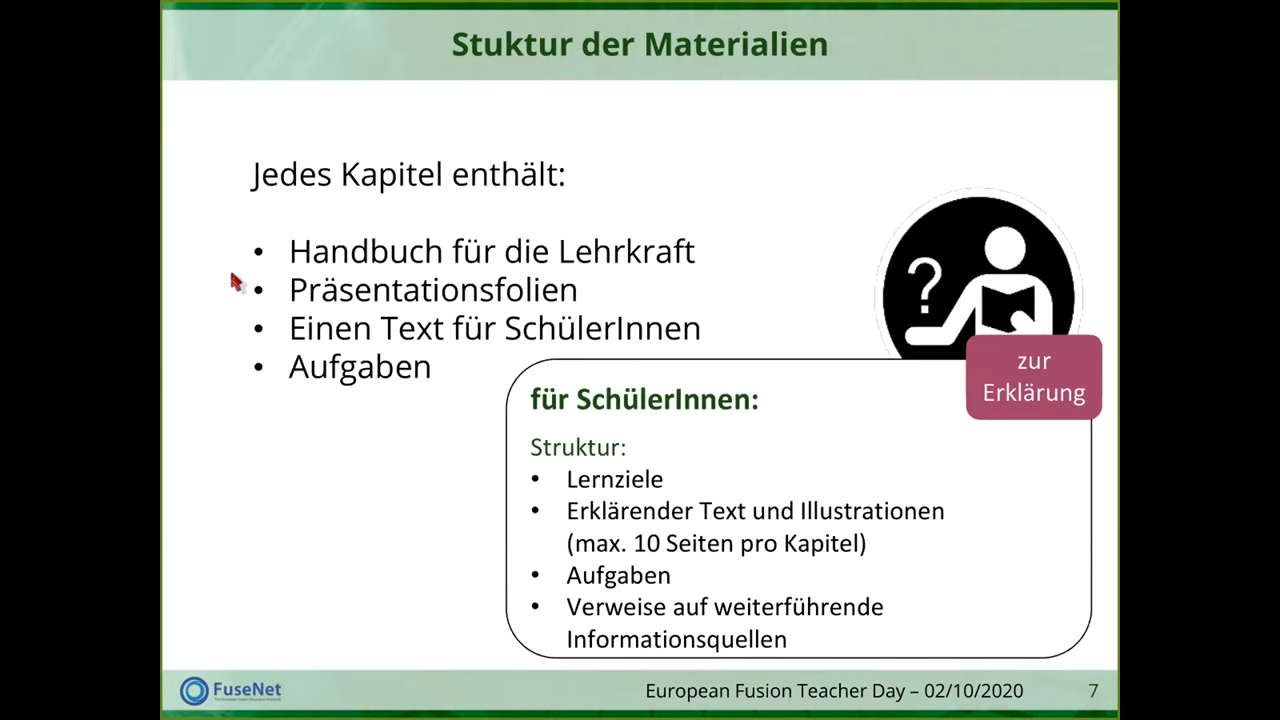 Stuktur der Materialien
Jedes Kapitel enthält:
• Handbuch für die Lehrkraft
• Präsentationsfolien
• Einen Text für SchülerInnen
• Aufgaben
?
zur
Erklärung
für SchülerInnen:
Struktur:
• Lernziele
• Erklärender Text und Illustrationen
(max. 10 Seiten pro Kapitel)
• Aufgaben
• Verweise auf weiterführende
Informationsquellen
FuseNet
European Fusion Teacher Day – 02/10/2020
7